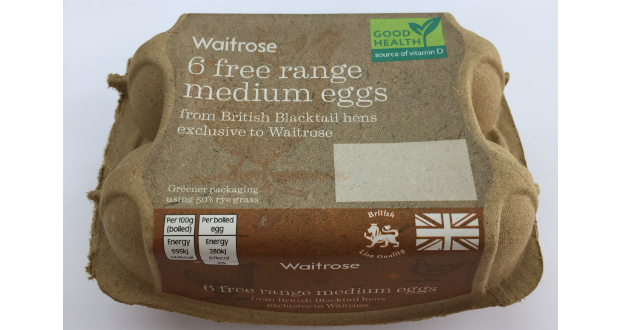 Waitrose
GOOD
HEALTH
source of vitamin D
6 free range
medium eggs
from British Blacktail hens
exclusive to Waitrose
Greener packaging
using 50% rye grass
Per 100g
(boiled)
Energy
595kJ
Per boiled
egg
Energy
280kJ
British
Lion Quality
Waitrose
6 free range medium eggs
from British Blacktail hens
exclusive to Waitrose